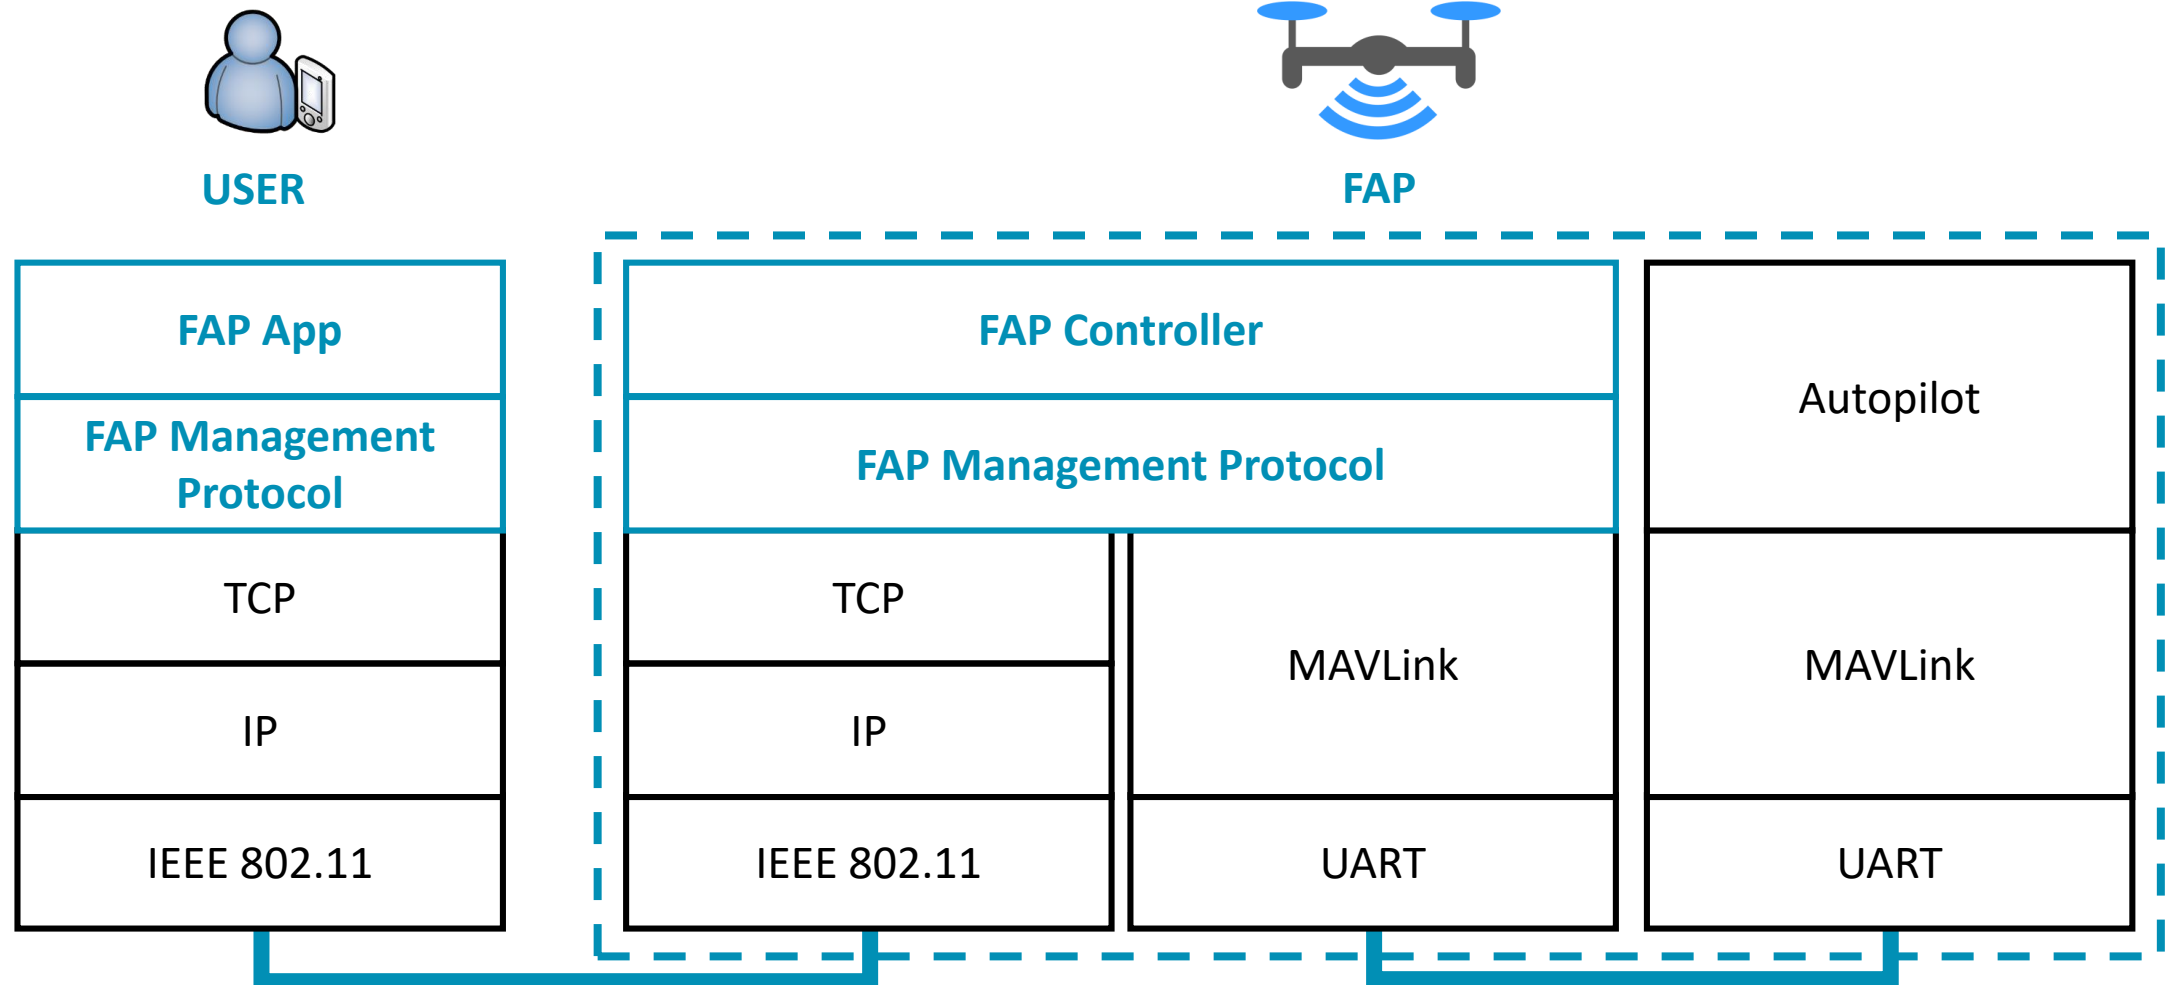 USER
FAP
FAP App
FAP Management
Protocol
TCP
IP
IEEE 802.11
FAP Controller
FAP Management Protocol
TCP
IP
IEEE 802.11
MAVLink
UART
Autopilot
MAVLink
UART